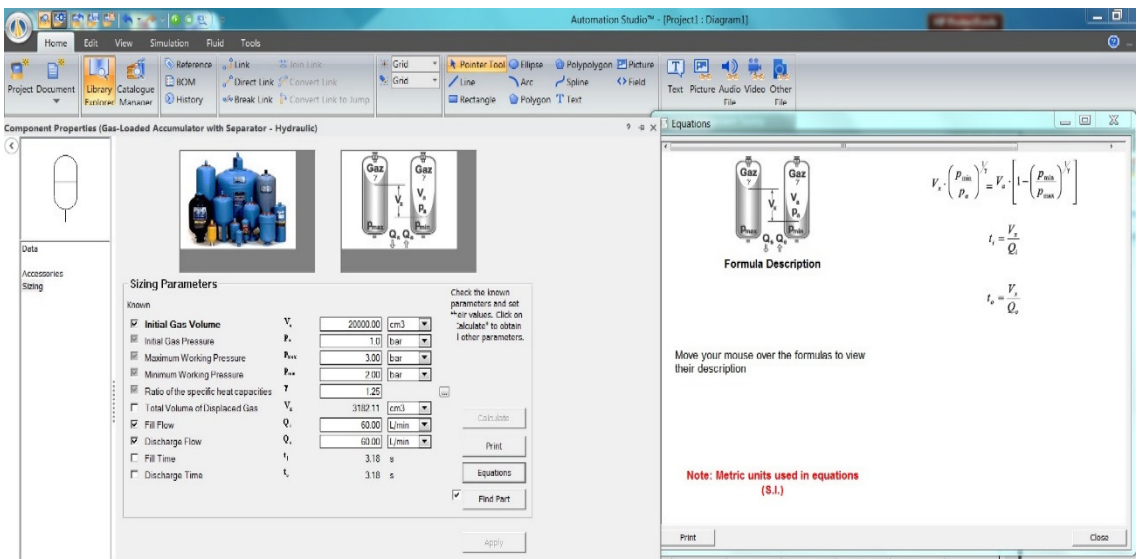 Automation Studio™ - [Project1 : Diagram1]
Home Edit View Simulation Fluid Tools
Project Document
Library Explorer
Catalogue Manager
Reference
BOM
History
Link
Direct Link
Break Link
Join Link
Convert Link
Convert Link to Jump
Grid
Grid
Pointer Tool Ellipse Polypolygon Picture
Line Arc Spline Field
Rectangle Polygon Text
Text Picture Audio Video Other
File File
Component Properties (Gas-Loaded Accumulator with Separator - Hydraulic)
Data
Accessories
Sizing
Gaz Gaz
γ γ
Pmax Pmin
Sizing Parameters
Known
Initial Gas Volume 20000.00 cm3
Initial Gas Pressure 1.0 bar
Maximum Working Pressure Pmax 3.00 bar
Minimum Working Pressure 2.00 bar
Ratio of the specific heat capacities γ 1.25 ...
Total Volume of Displaced Gas 3182.11 cm3
Fill Flow 60.00 L/min
Discharge Flow 60.00 L/min
Fill Time 3.18 s
Discharge Time 3.18 s
Check the known
parameters and set
their values. Click on
"Calculate" to obtain
other parameters.
Calculate
Print
Equations
Find Part
Apply
Equations
Gaz Gaz
γ γ
Pmax Pmin
Formula Description
Move your mouse over the formulas to view
their description
Note: Metric units used in equations
(S.I.)
Print Close